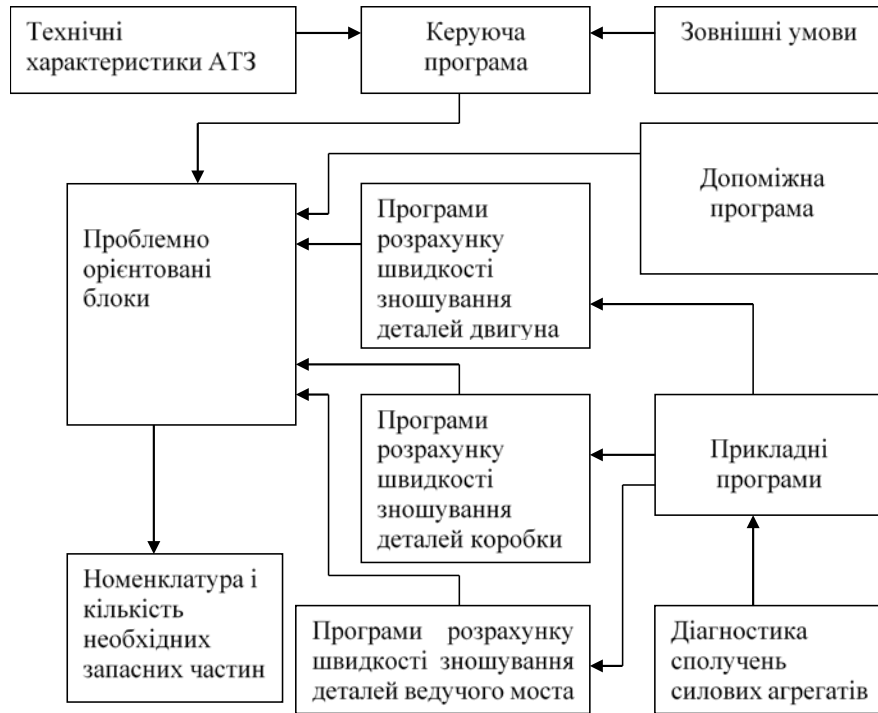 Технічні
характеристики АТЗ
Керуюча
програма
Зовнішні умови
Допоміжна
програма
Проблемно
орієнтовані
блоки
Програми
розрахунку
швидкості
зношування
деталей двигуна
Програми
розрахунку
швидкості
зношування
деталей коробки
Прикладні
програми
Номенклатура і
кількість
необхідних
запасних частин
Програми розрахунку
швидкості зношування
деталей ведучого моста
Діагностика
сполучень
силових агрегатів